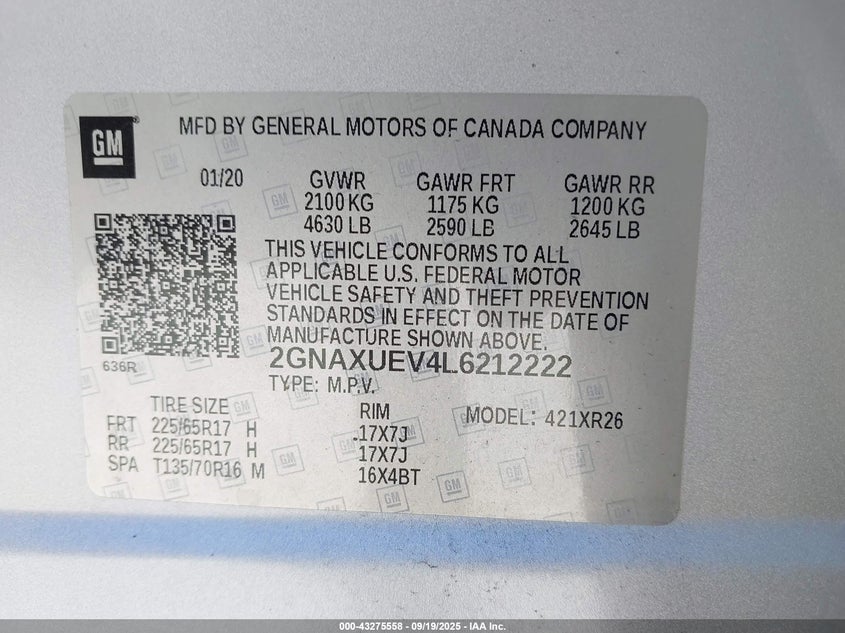 GM
MFD BY GENERAL MOTORS OF CANADA COMPANY
01/20 GVWR GAWR FRT GAWR RR
2100 KG 1175 KG 1200 KG
4630 LB 2590 LB 2645 LB
THIS VEHICLE CONFORMS TO ALL
APPLICABLE U.S. FEDERAL MOTOR
VEHICLE SAFETY AND THEFT PREVENTION
STANDARDS IN EFFECT ON THE DATE OF
MANUFACTURE SHOWN ABOVE.
636R
2GNAXUEV4L6212222
TYPE: M.P.V.
TIRE SIZE RIM MODEL: 421XR26
FRT 225/65R17 H 17X7J
RR 225/65R17 H 17X7J
SPA T135/70R16 M 16X4BT
000-43275558 - 09/19/2025 - IAA Inc.